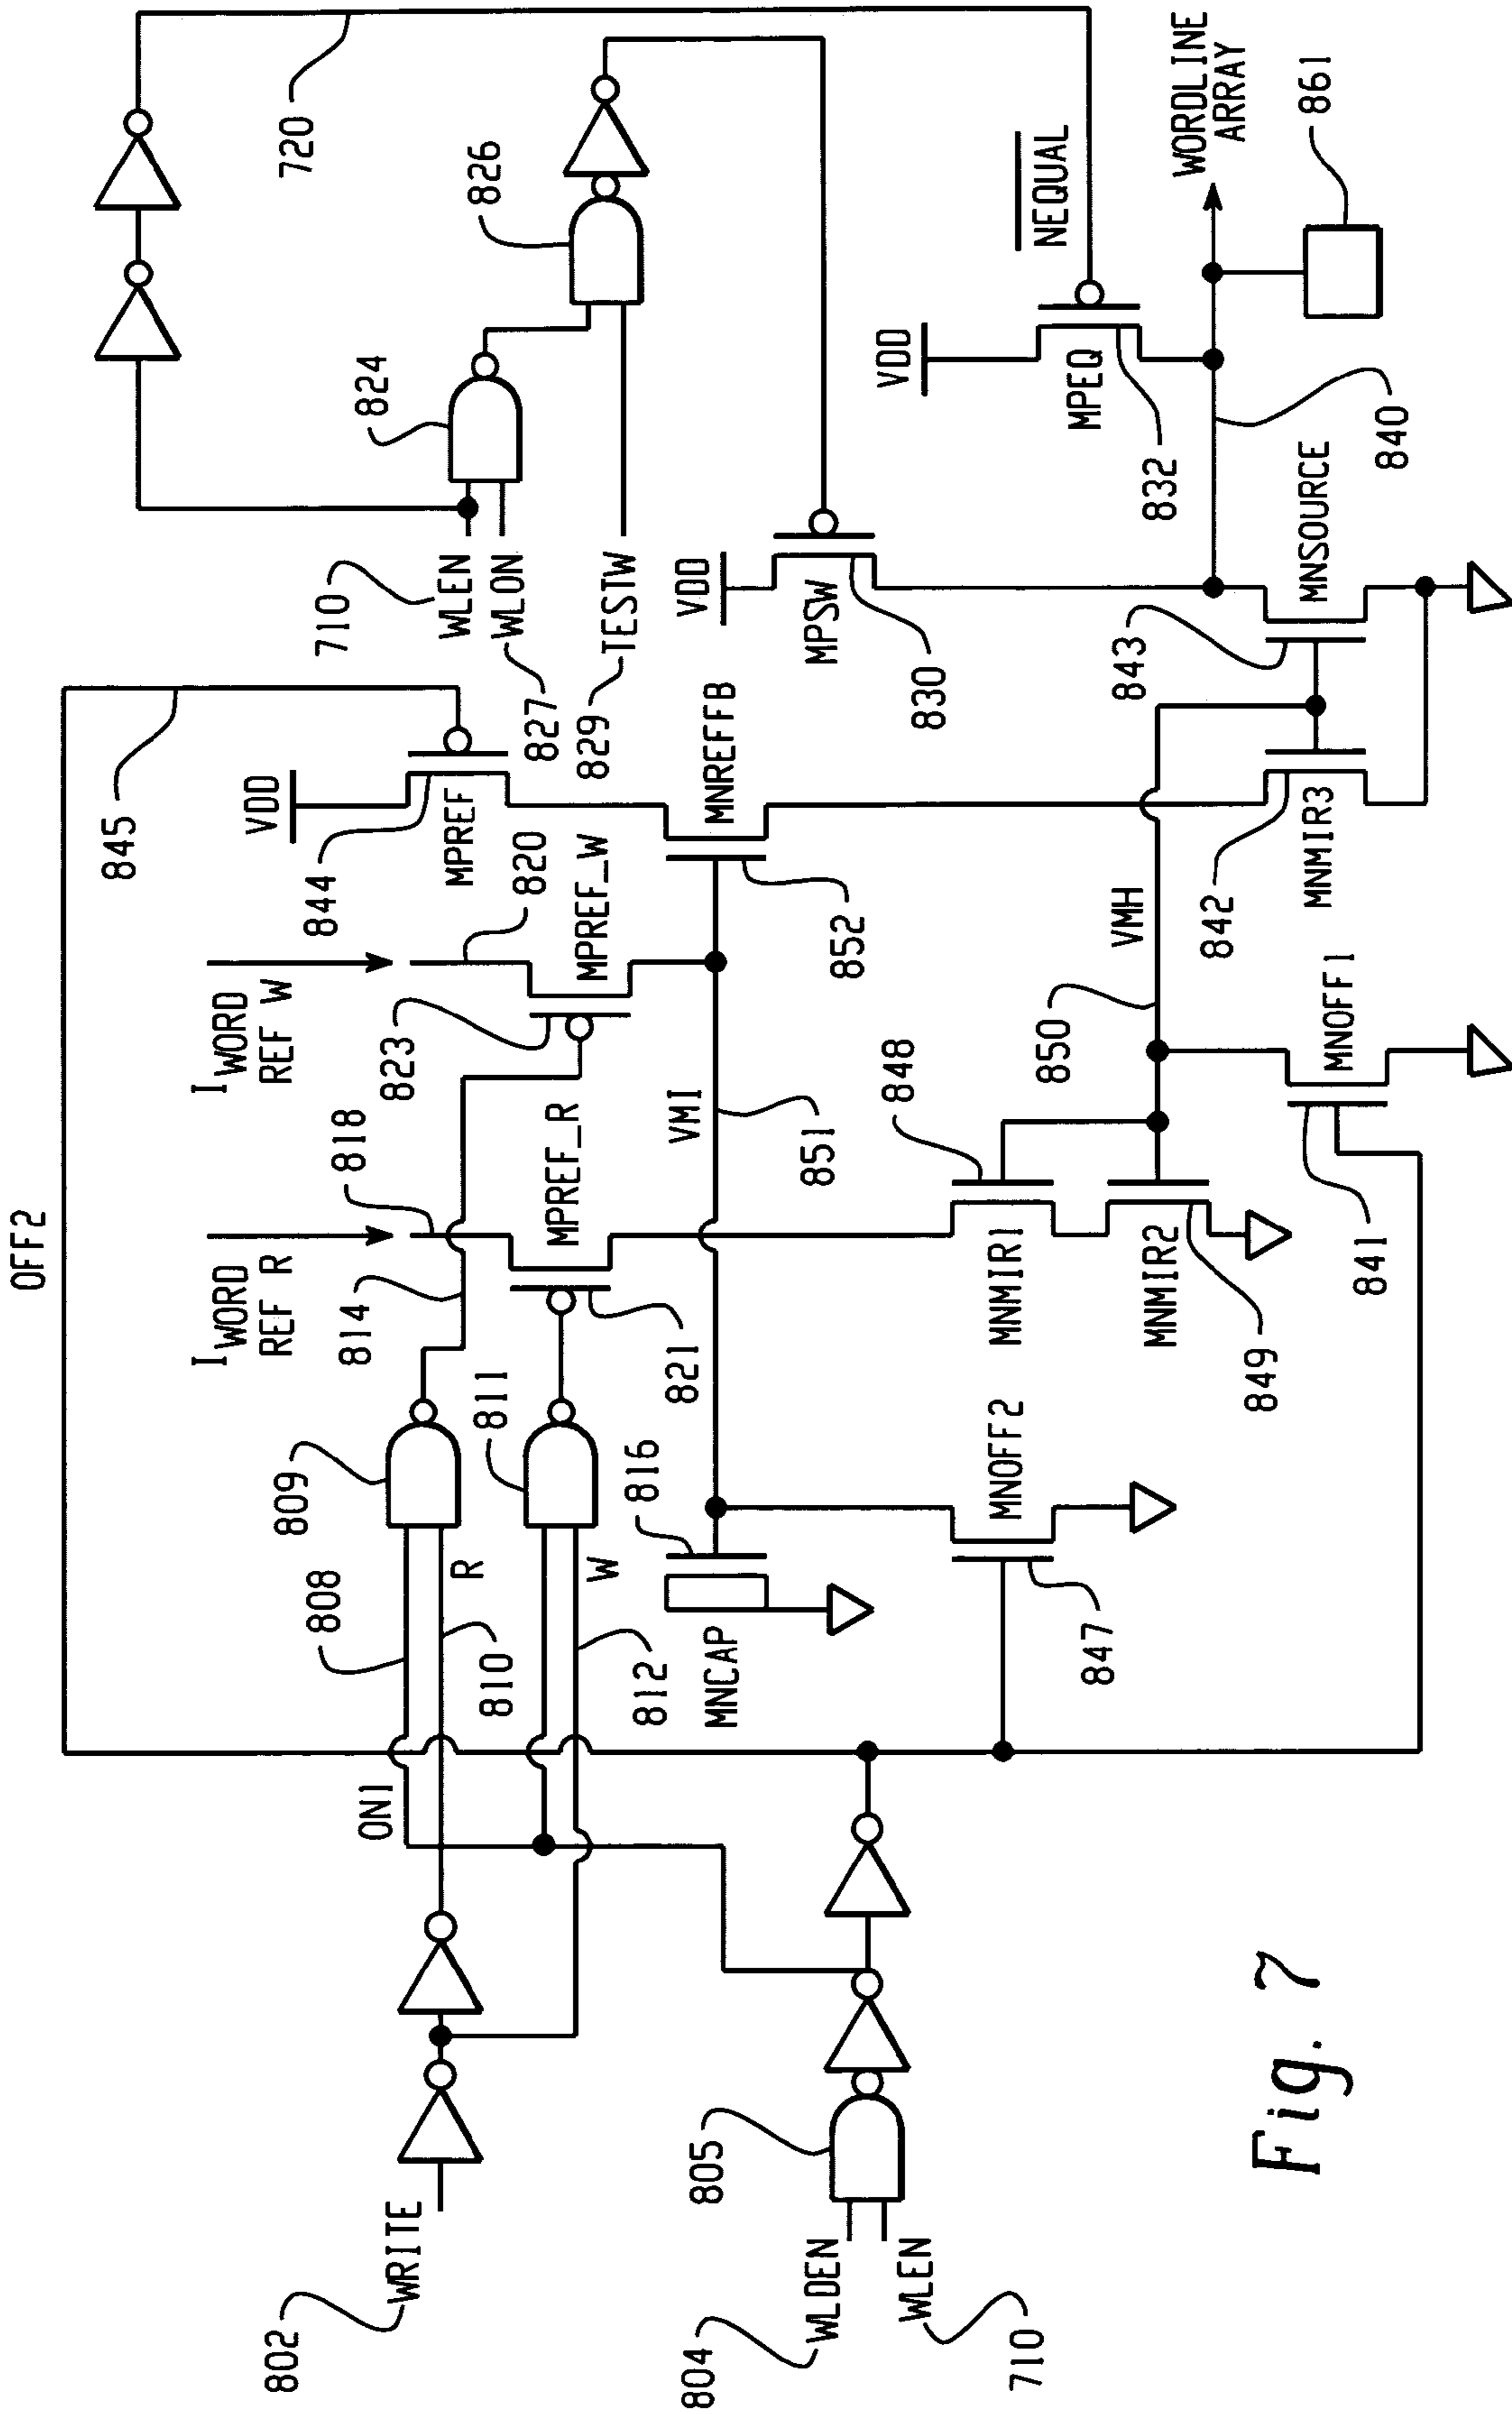 OFF2
845
720
VDD
844
MPREF
I WORD
REF W
820
823
MPREF_W
I WORD
REF R
818
814
MPREF_R
821
809
808
ON1
R
810
811
W
812
802
WRITE
710
WLEN
WLON
827
TESTW
829
824
826
816
MNCAP
VMI
851
MNREFFB
852
VDD
MPSW
830
NEQUAL
VDD
MPEQ
832
WORDLINE
ARRAY
861
840
MNSOURCE
843
842
MNMIR3
VMH
850
848
MNMIR1
MNMIR2
849
MNOFF1
841
MNOFF2
847
805
804
WLDEN
WLEN
710
Fig. 7